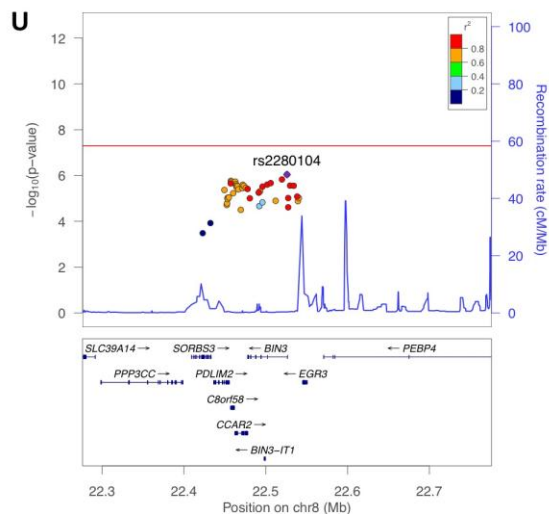 U
12
10
8
6
4
2
0
−log10(p−value)
100
80
60
40
20
0
Recombination rate (cM/Mb)
r2
0.8
0.6
0.4
0.2
rs2280104
SLC39A14
SORBS3
BIN3
PEBP4
PPP3CC
PDLIM2
EGR3
C8orf58
CCAR2
BIN3−IT1
22.3
22.4
22.5
22.6
22.7
Position on chr8 (Mb)